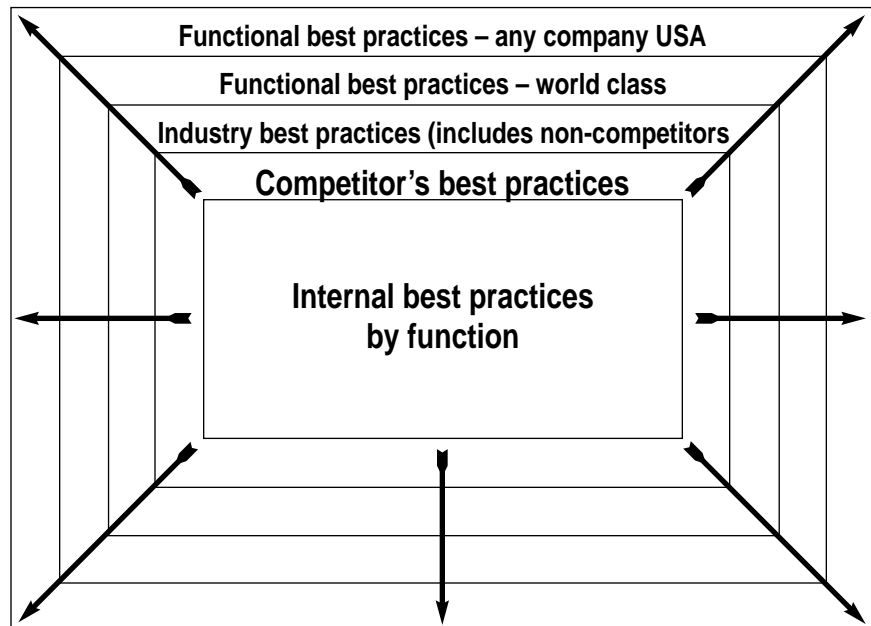 Functional best practices – any company USA
Functional best practices – world class
Industry best practices (includes non-competitors
Competitor’s best practices
Internal best practices
by function